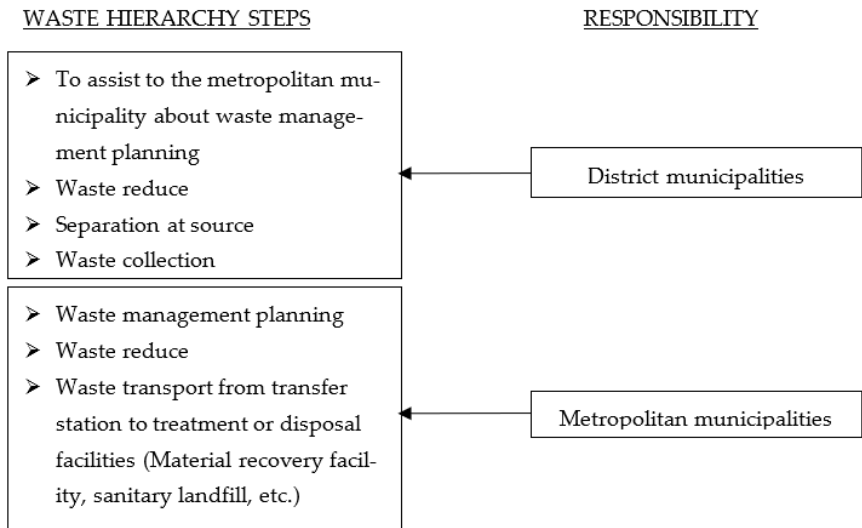 WASTE HIERARCHY STEPS
RESPONSIBILITY
➢ To assist to the metropolitan mu-
nicipality about waste manage-
ment planning
➢ Waste reduce
➢ Separation at source
➢ Waste collection
District municipalities
➢ Waste management planning
➢ Waste reduce
➢ Waste transport from transfer
station to treatment or disposal
facilities (Material recovery facil-
ity, sanitary landfill, etc.)
Metropolitan municipalities